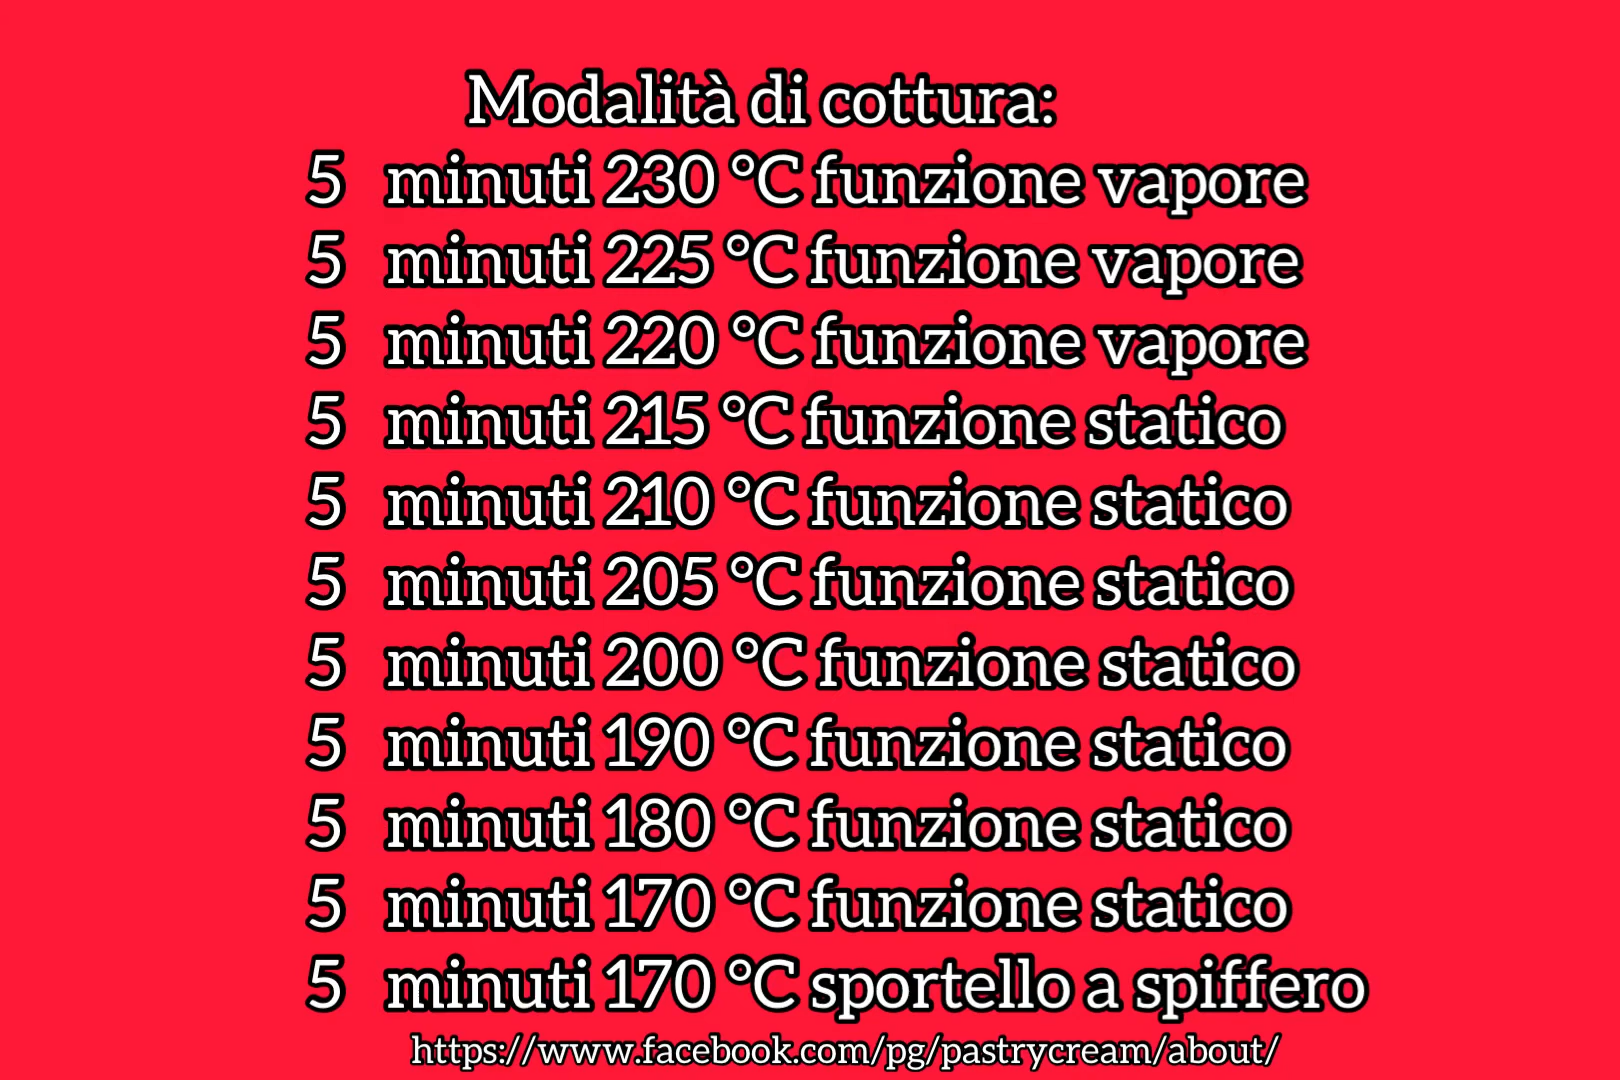 Modalità di cottura:
5 minuti 230 °C funzione vapore
5 minuti 225 °C funzione vapore
5 minuti 220 °C funzione vapore
5 minuti 215 °C funzione statico
5 minuti 210 °C funzione statico
5 minuti 205 °C funzione statico
5 minuti 200 °C funzione statico
5 minuti 190 °C funzione statico
5 minuti 180 °C funzione statico
5 minuti 170 °C funzione statico
5 minuti 170 °C sportello a spiffero
https://www.facebook.com/pg/pastrycream/about/